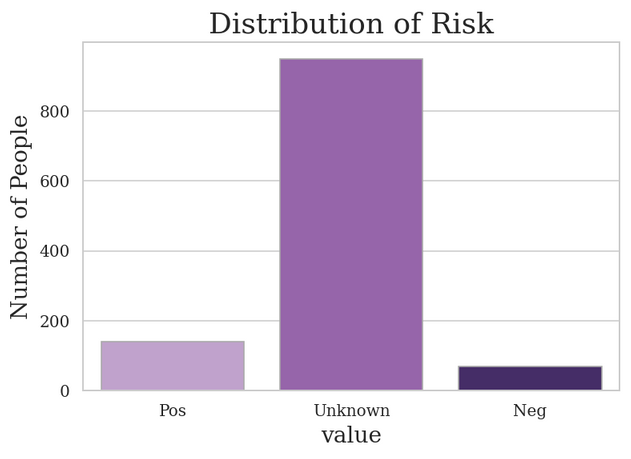 Distribution of Risk
Number of People
800
600
400
200
0
Pos
Unknown
Neg
value